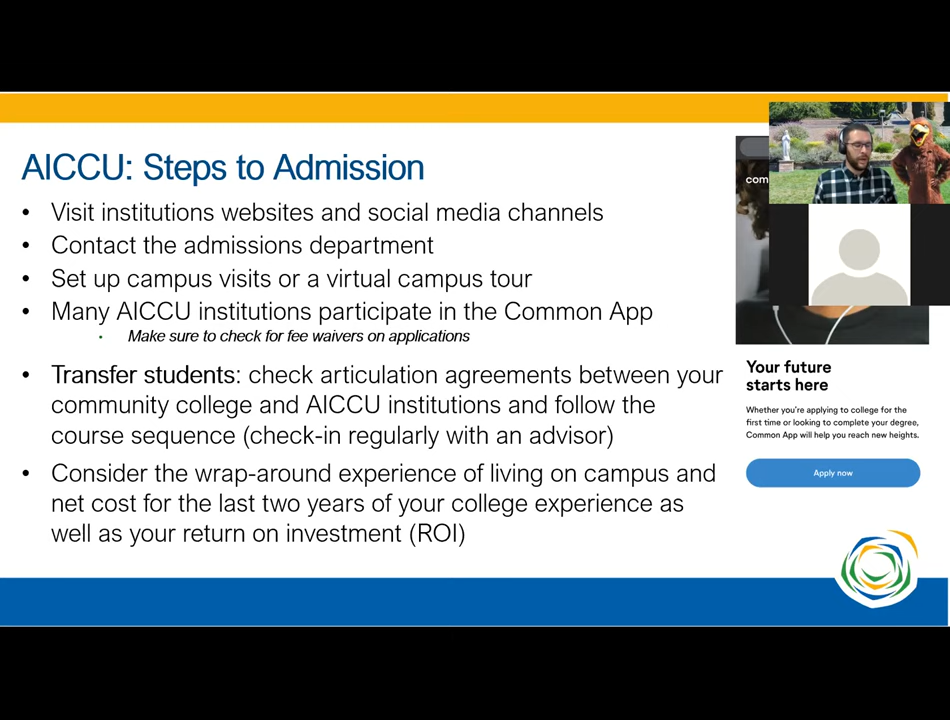 AICCU: Steps to Admission
• Visit institutions websites and social media channels
• Contact the admissions department
• Set up campus visits or a virtual campus tour
• Many AICCU institutions participate in the Common App
• Make sure to check for fee waivers on applications
• Transfer students: check articulation agreements between your
community college and AICCU institutions and follow the
course sequence (check-in regularly with an advisor)
• Consider the wrap-around experience of living on campus and
net cost for the last two years of your college experience as
well as your return on investment (ROI)
com
Your future
starts here
Whether you're applying to college for the
first time or looking to complete your degree,
Common App will help you reach new heights.
Apply now